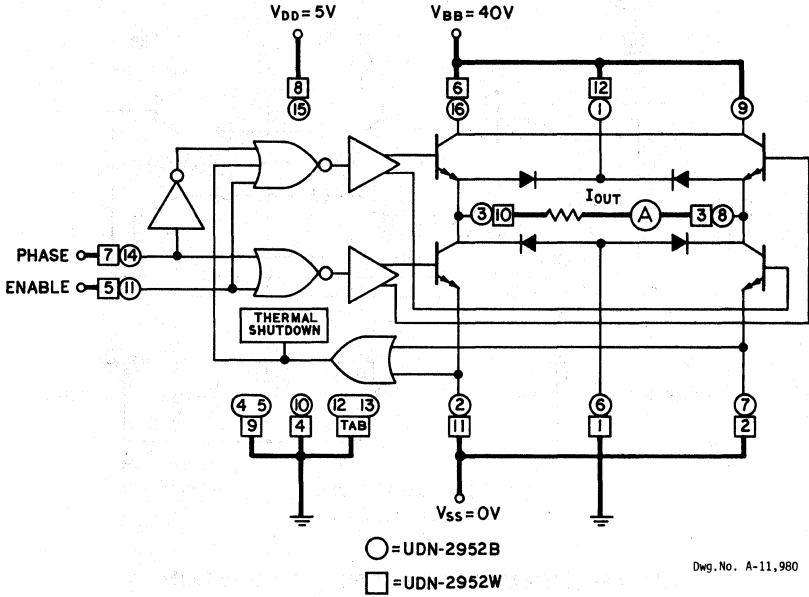 VDD = 5V
VBB = 40V
8
6
12
15
16
1
9
IOUT
3 10
A
3 8
PHASE 7 14
ENABLE 5 11
THERMAL
SHUTDOWN
4 5
10
12 13
2
6
7
9
4
TAB
11
1
2
VSS = 0V
= UDN-2952B
= UDN-2952W
Dwg.No. A-11,980